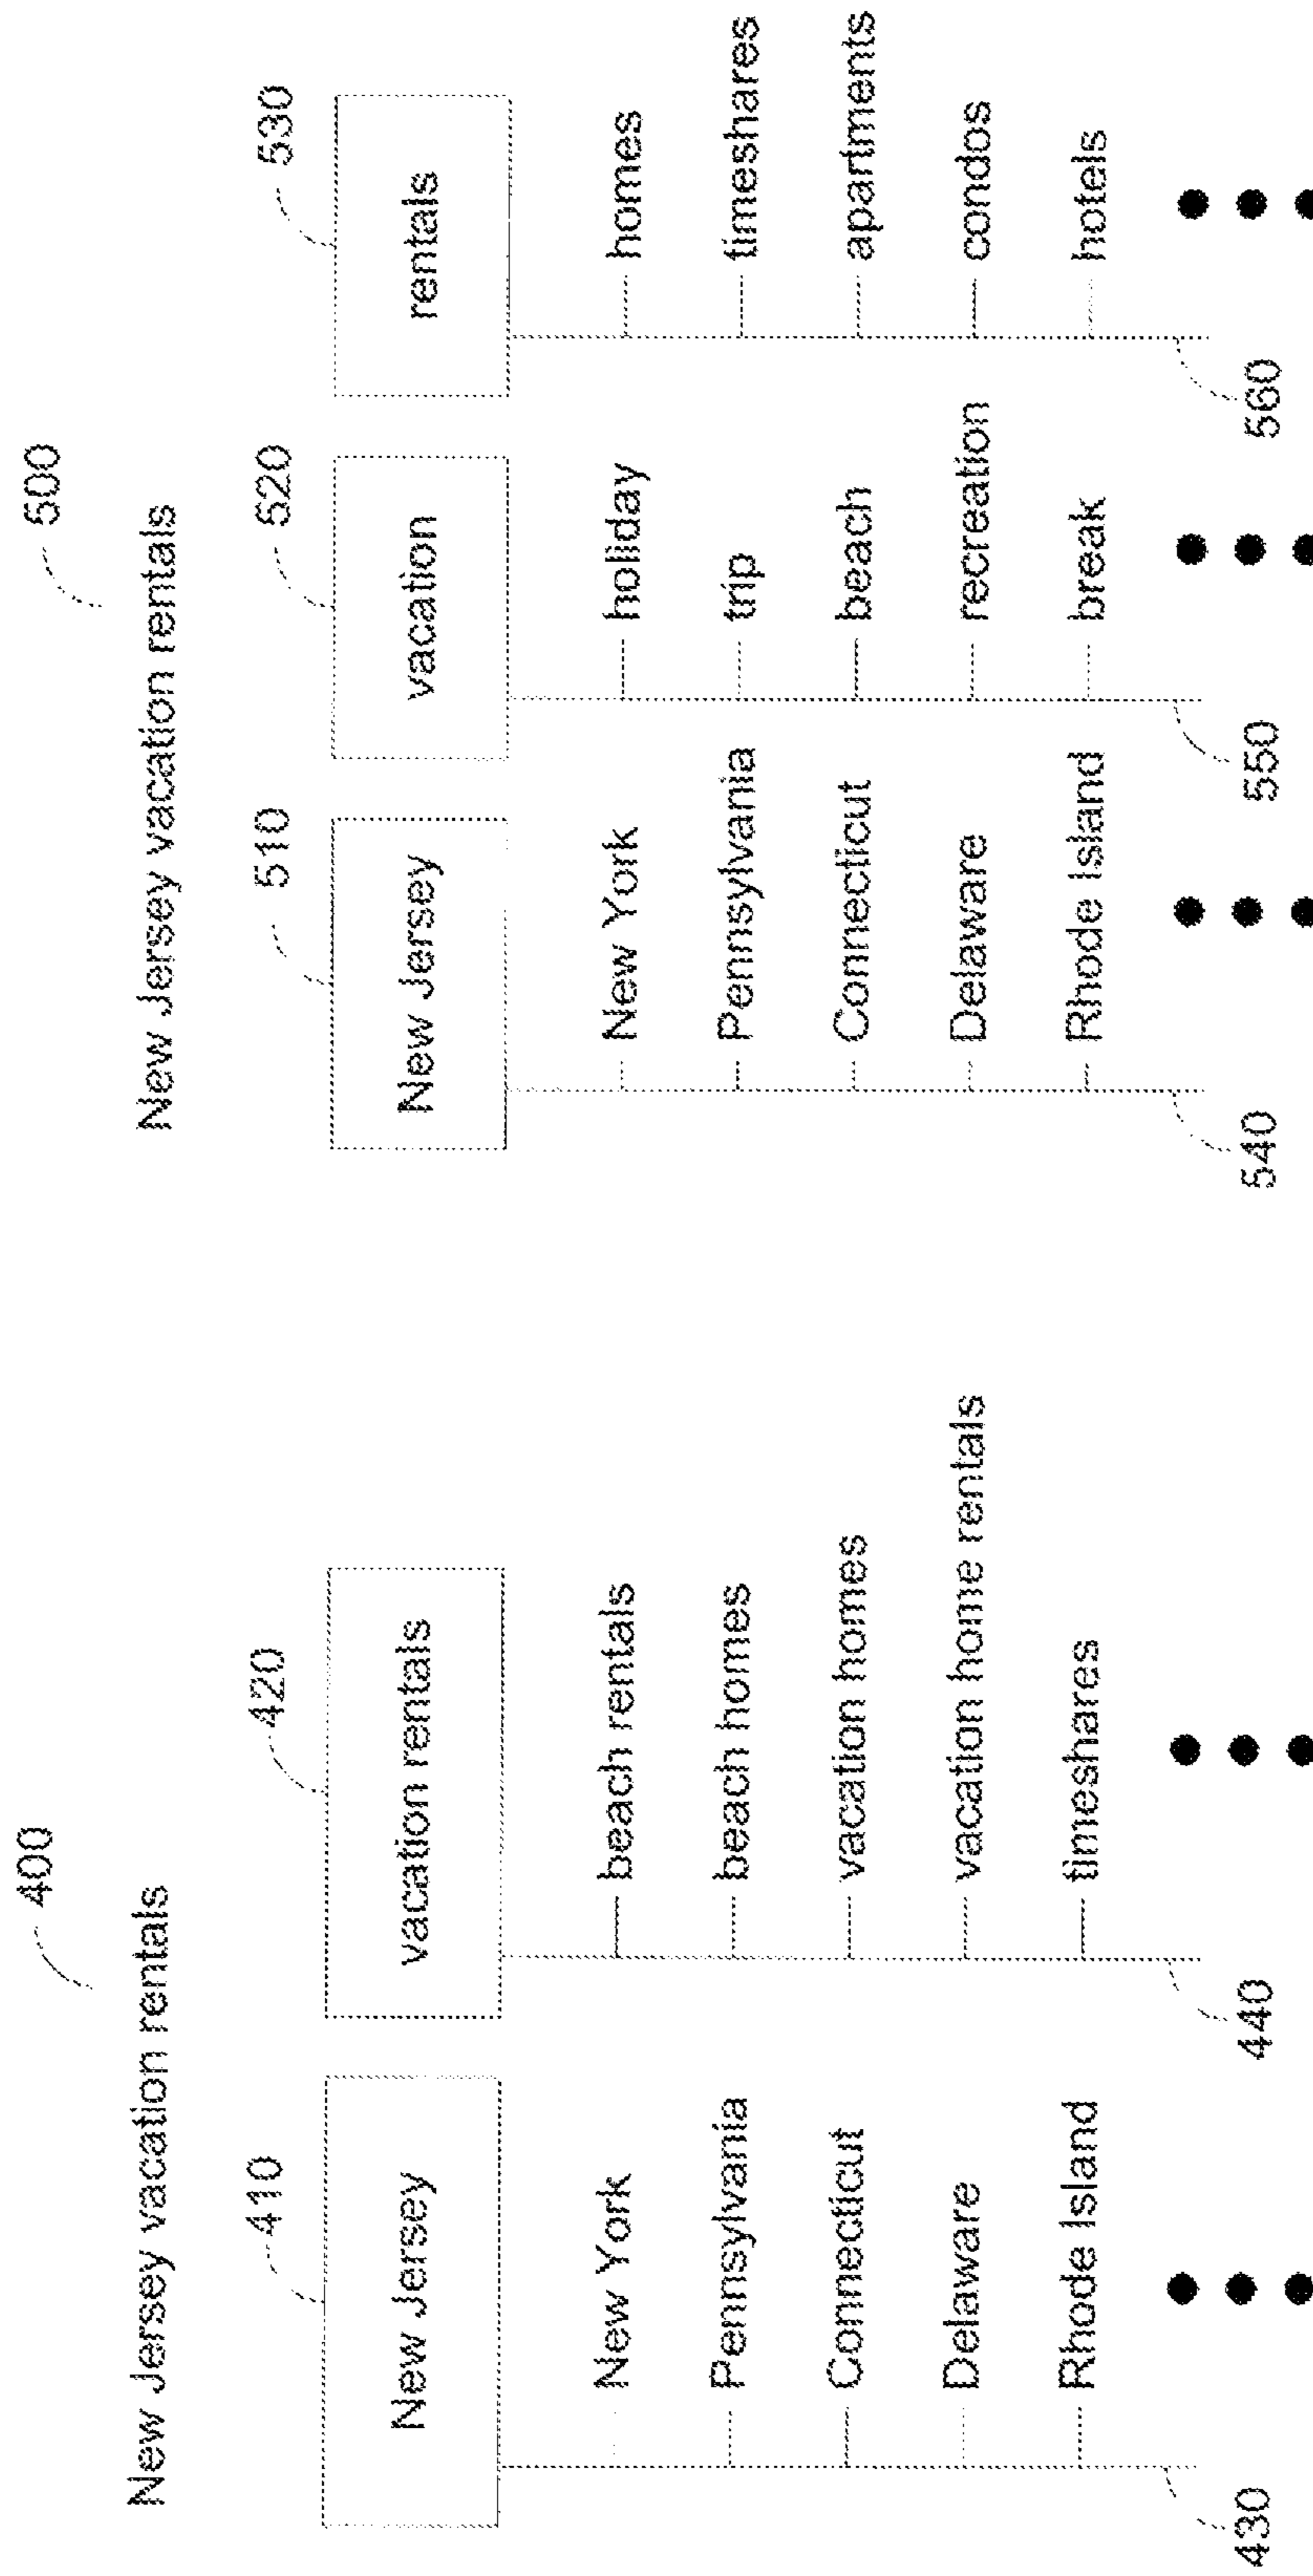 400
New Jersey vacation rentals
410
420
New Jersey
vacation rentals
New York
Pennsylvania
Connecticut
Delaware
Rhode Island
430
beach rentals
beach homes
vacation homes
vacation home rentals
timeshares
440
500
New Jersey vacation rentals
510
520
530
New Jersey
vacation
rentals
New York
Pennsylvania
Connecticut
Delaware
Rhode Island
540
holiday
trip
beach
recreation
break
550
homes
timeshares
apartments
condos
hotels
560